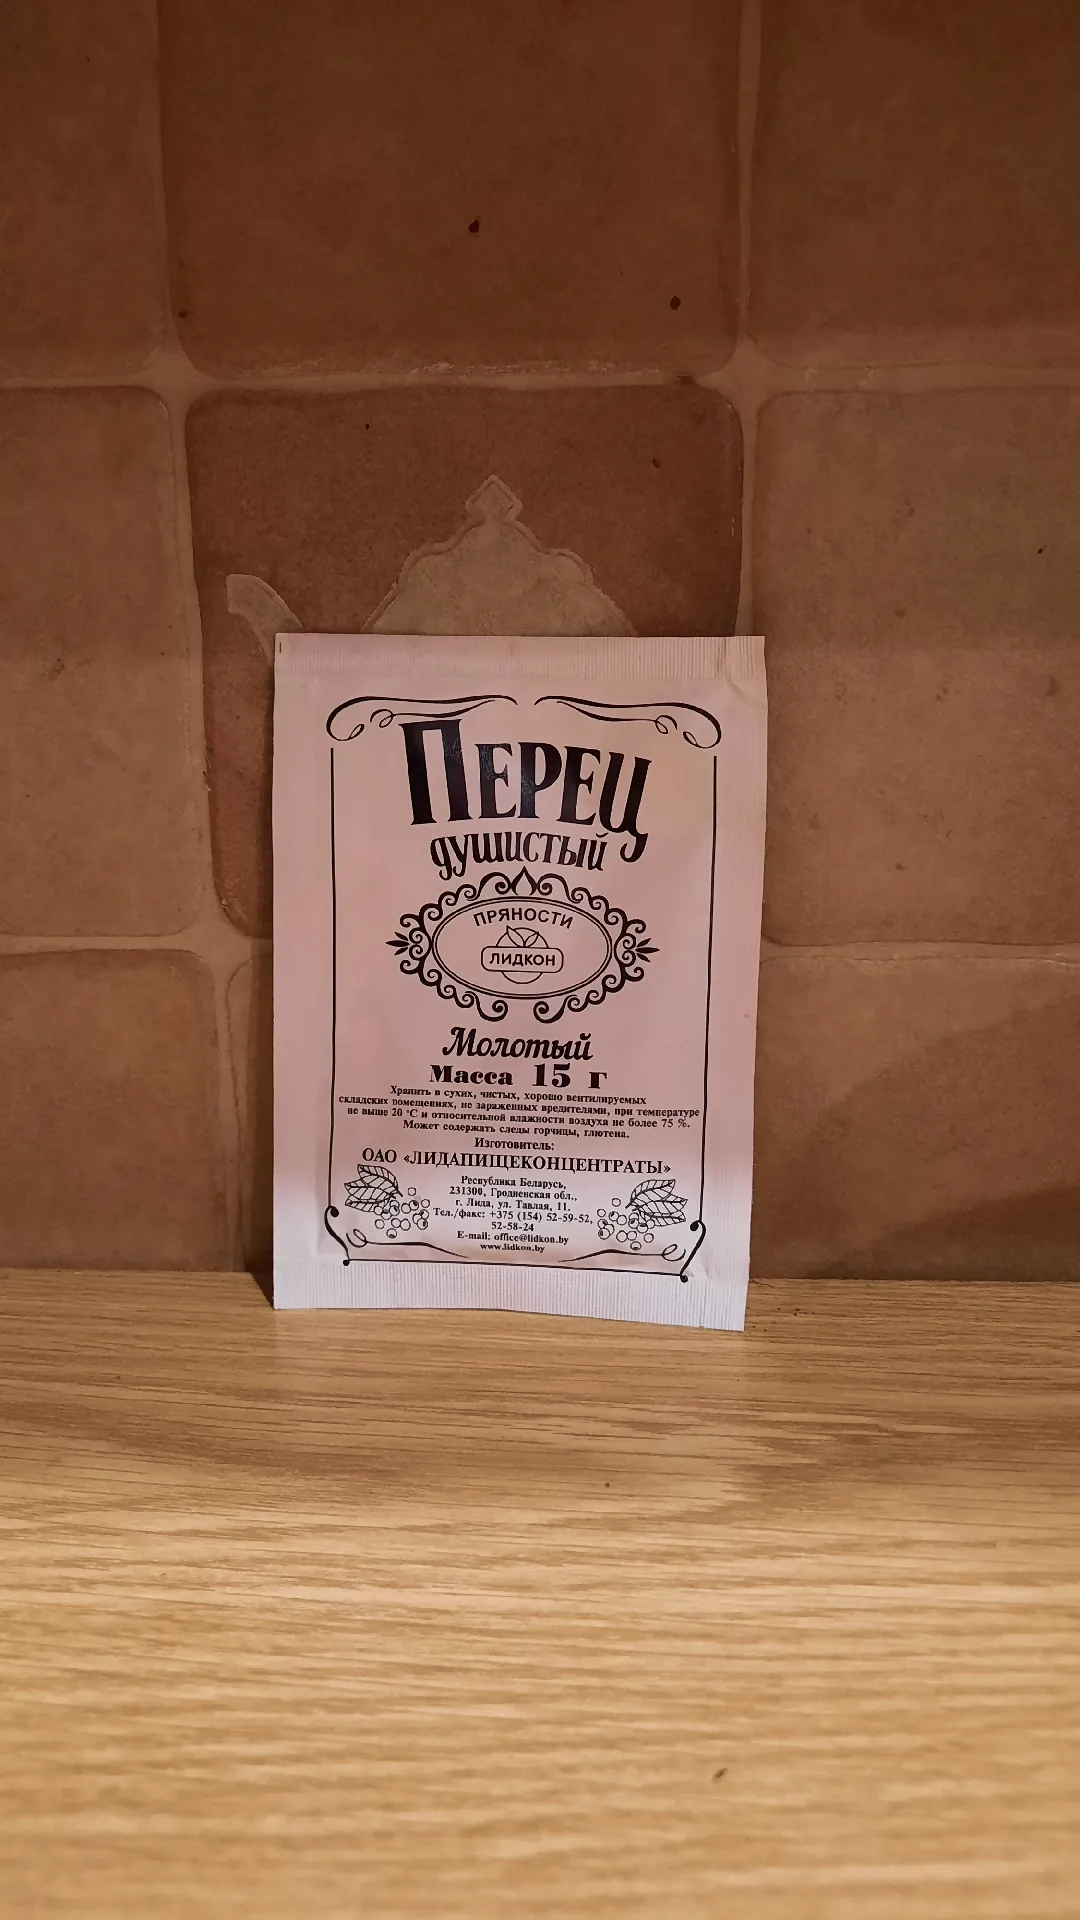 Перец
душистый
ПРЯНОСТИ
ЛИДКОН
Молотый
Масса 15 г
Хранить в сухих, чистых, хорошо вентилируемых
складских помещениях, не зараженных вредителями, при температуре
не выше 20 °С и относительной влажности воздуха не более 75 %.
Может содержать следы горчицы, глютена.
Изготовитель:
ОАО «ЛИДАПИЩЕКОНЦЕНТРАТЫ»
Республика Беларусь,
231300, Гродненская обл.,
г. Лида, ул. Тавлая, 11.
Тел./факс: +375 (154) 52-59-52,
52-58-24
E-mail: office@lidkon.by
www.lidkon.by